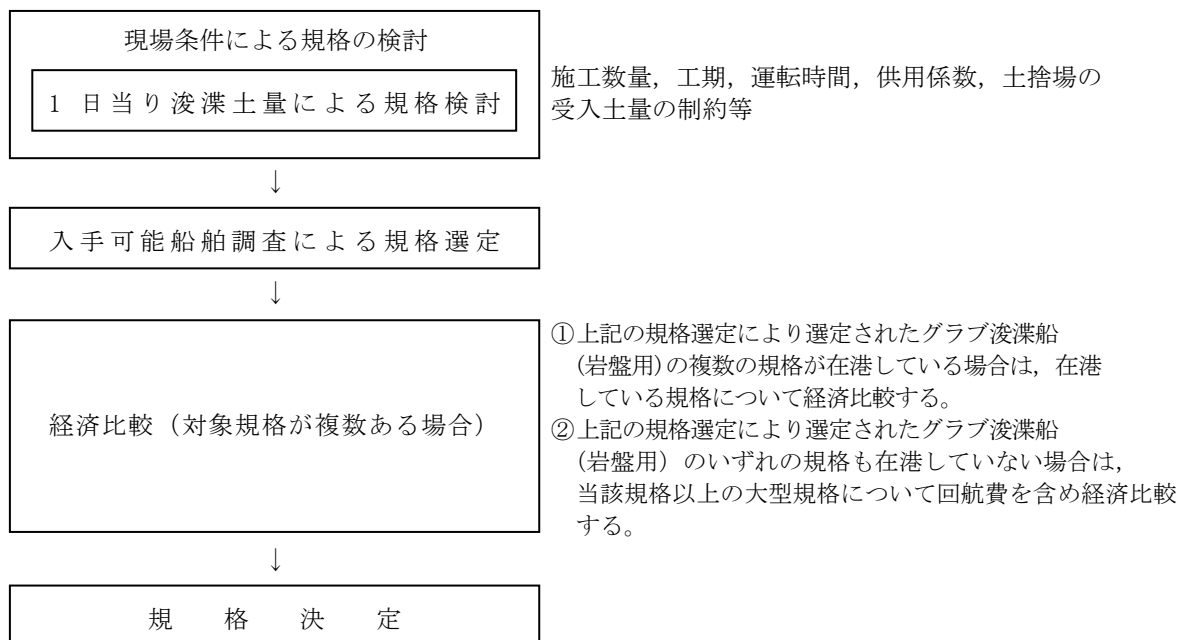 現場条件による規格の検討
1日当り浚渫土量による規格検討
施工数量，工期，運転時間，供用係数，土捨場の
受入土量の制約等
↓
入手可能船舶調査による規格選定
↓
経済比較（対象規格が複数ある場合）
①上記の規格選定により選定されたグラブ浚渫船
(岩盤用)の複数の規格が在港している場合は，在港
している規格について経済比較する。
②上記の規格選定により選定されたグラブ浚渫船
(岩盤用）のいずれの規格も在港していない場合は，
当該規格以上の大型規格について回航費を含め経済比較
する。
↓
規　格　決　定